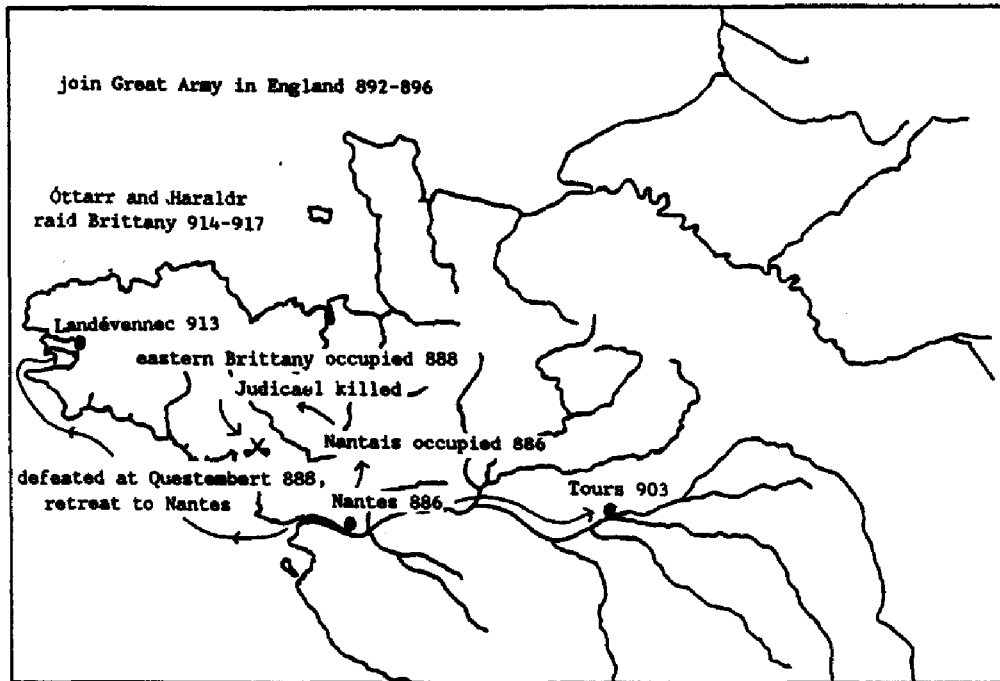 join Great Army in England 892-896
Óttarr and Haraldr
raid Brittany 914-917
Landévennec 913
eastern Brittany occupied 888
Judicael killed
Nantais occupied 886
defeated at Questembert 888,
retreat to Nantes
Nantes 886
Tours 903